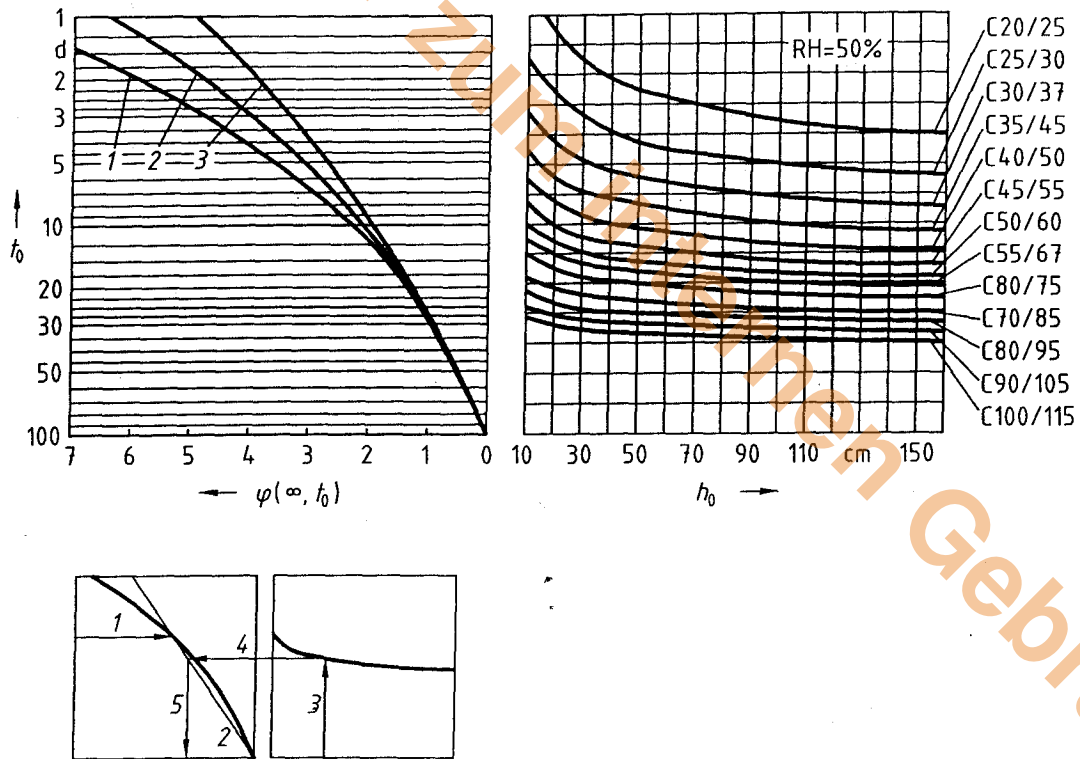 1
d
2
3
5
10
20
30
50
100
t₀
1 2 3
7 6 5 4 3 2 1 0
φ(∞, t₀)
RH=50%
10 30 50 70 90 110 cm 150
h₀
C20/25
C25/30
C30/37
C35/45
C40/50
C45/55
C50/60
C55/67
C80/75
C70/85
C80/95
C90/105
C100/115
1
4
5
2
3
zum internen Gebr